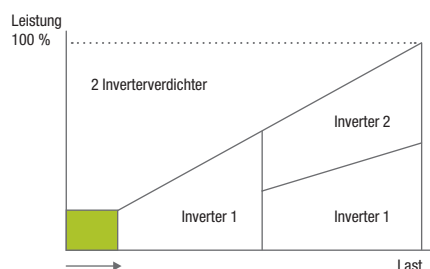 Leistung
100 %
2 Inverterverdichter
Inverter 2
Inverter 1
Inverter 1
Last